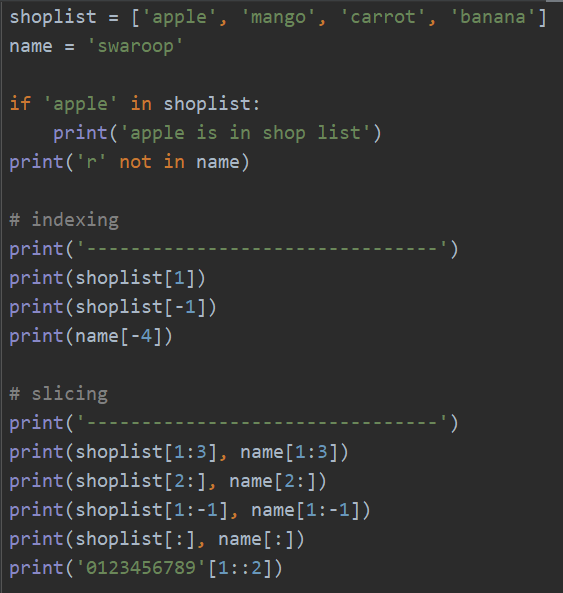 shoplist = ['apple', 'mango', 'carrot', 'banana']
name = 'swaroop'
if 'apple' in shoplist:
    print('apple is in shop list')
print('r' not in name)
# indexing
print('--------------------------------')
print(shoplist[1])
print(shoplist[-1])
print(name[-4])
# slicing
print('--------------------------------')
print(shoplist[1:3], name[1:3])
print(shoplist[2:], name[2:])
print(shoplist[1:-1], name[1:-1])
print(shoplist[:], name[:])
print('0123456789'[1::2])